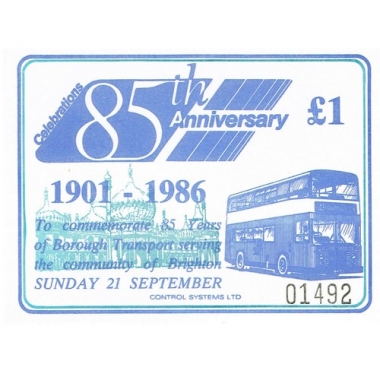 Celebrations
85th
Anniversary
£1
1901 - 1986
To commemorate 85 Years
of Borough Transport serving
the community of Brighton
SUNDAY 21 SEPTEMBER
CONTROL SYSTEMS LTD
01492